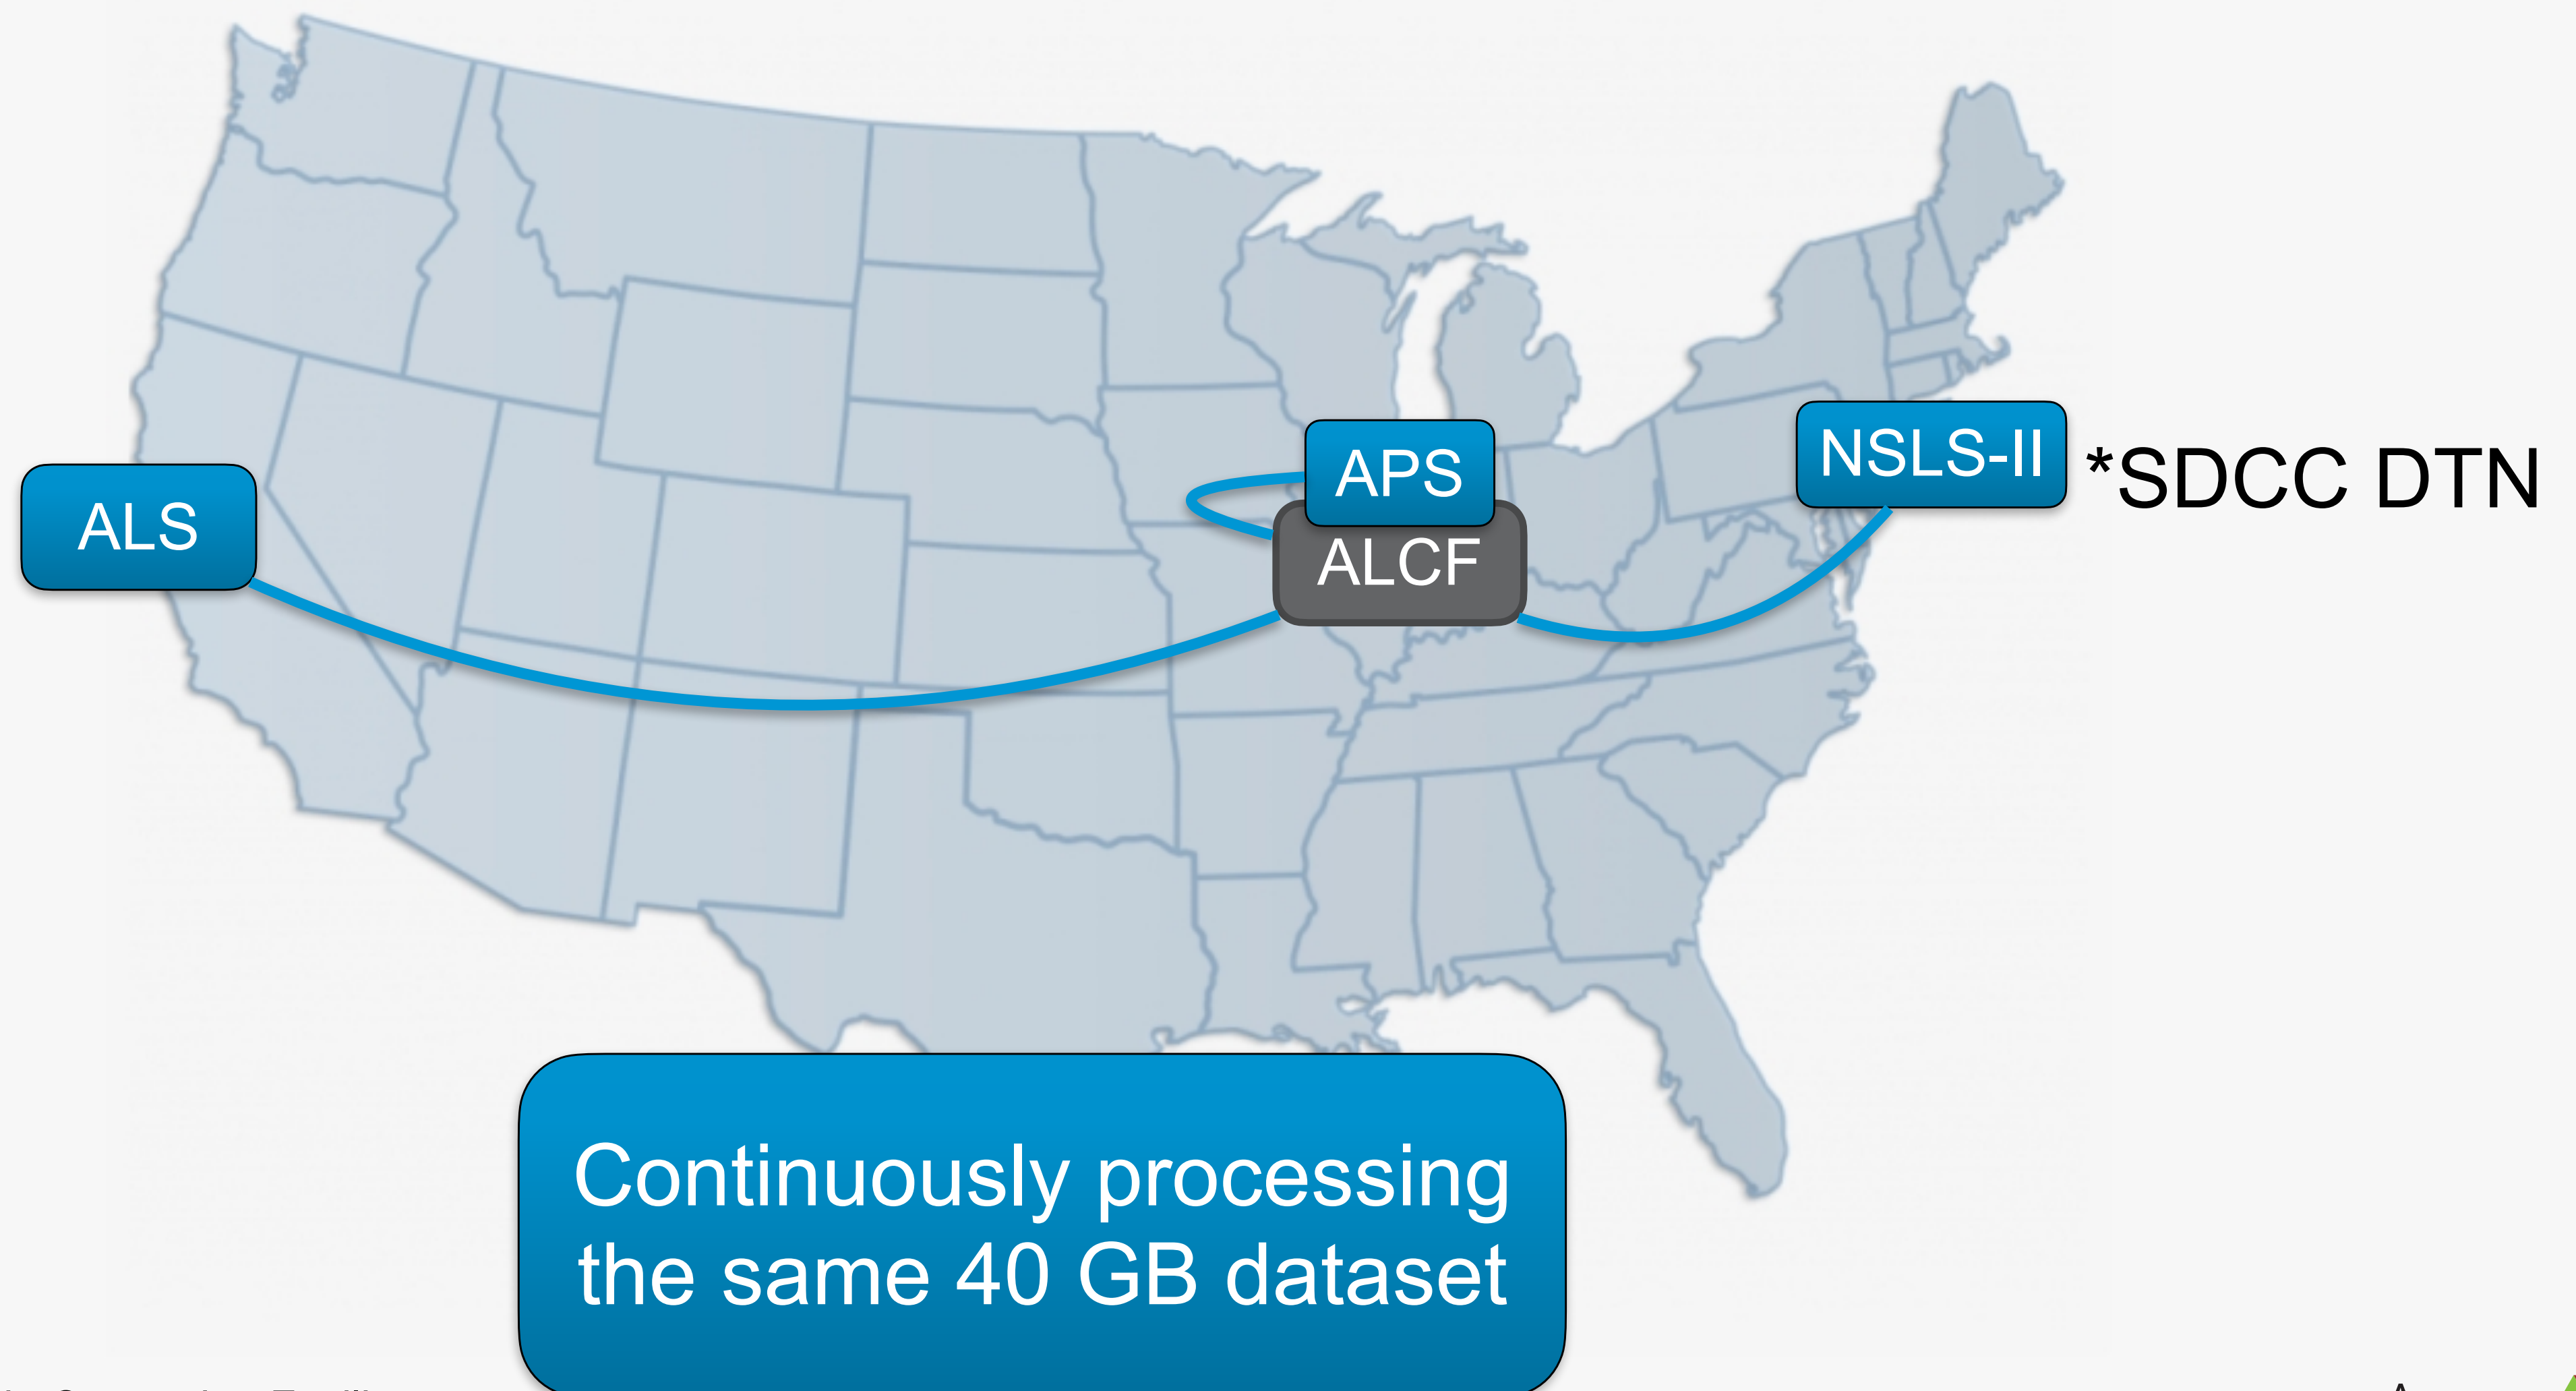 APS
NSLS-II
*SDCC DTN
ALS
ALCF
Continuously processing
the same 40 GB dataset